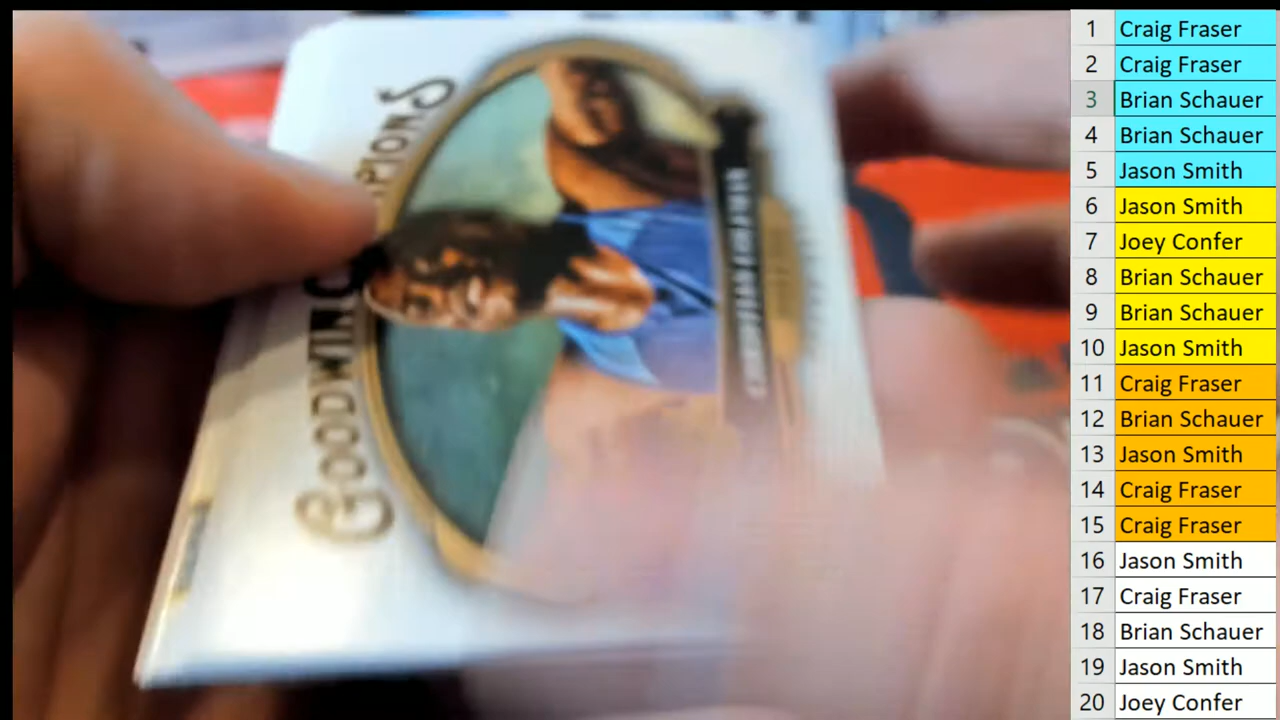 GOODWIN
1 Craig Fraser
2 Craig Fraser
3 Brian Schauer
4 Brian Schauer
5 Jason Smith
6 Jason Smith
7 Joey Confer
8 Brian Schauer
9 Brian Schauer
10 Jason Smith
11 Craig Fraser
12 Brian Schauer
13 Jason Smith
14 Craig Fraser
15 Craig Fraser
16 Jason Smith
17 Craig Fraser
18 Brian Schauer
19 Jason Smith
20 Joey Confer